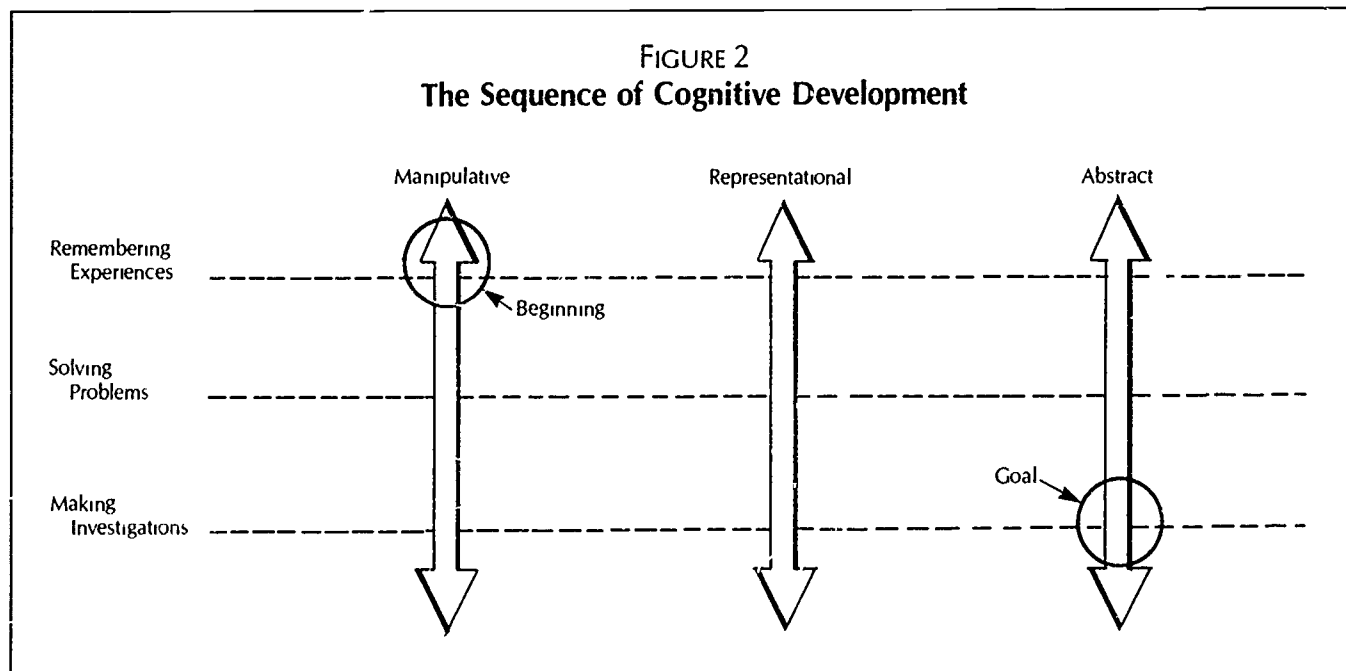 FIGURE 2
The Sequence of Cognitive Development
Manipulative
Representational
Abstract
Remembering
Experiences
Beginning
Solving
Problems
Goal
Making
Investigations